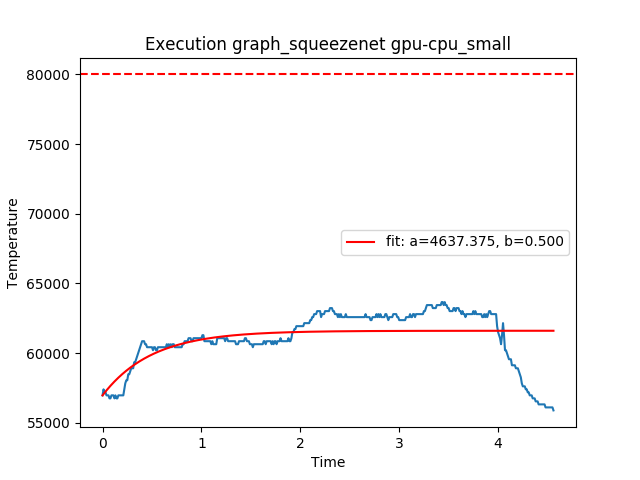 Execution graph_squeezenet gpu-cpu_small
Temperature
80000
75000
70000
65000
60000
55000
fit: a=4637.375, b=0.500
0 1 2 3 4
Time